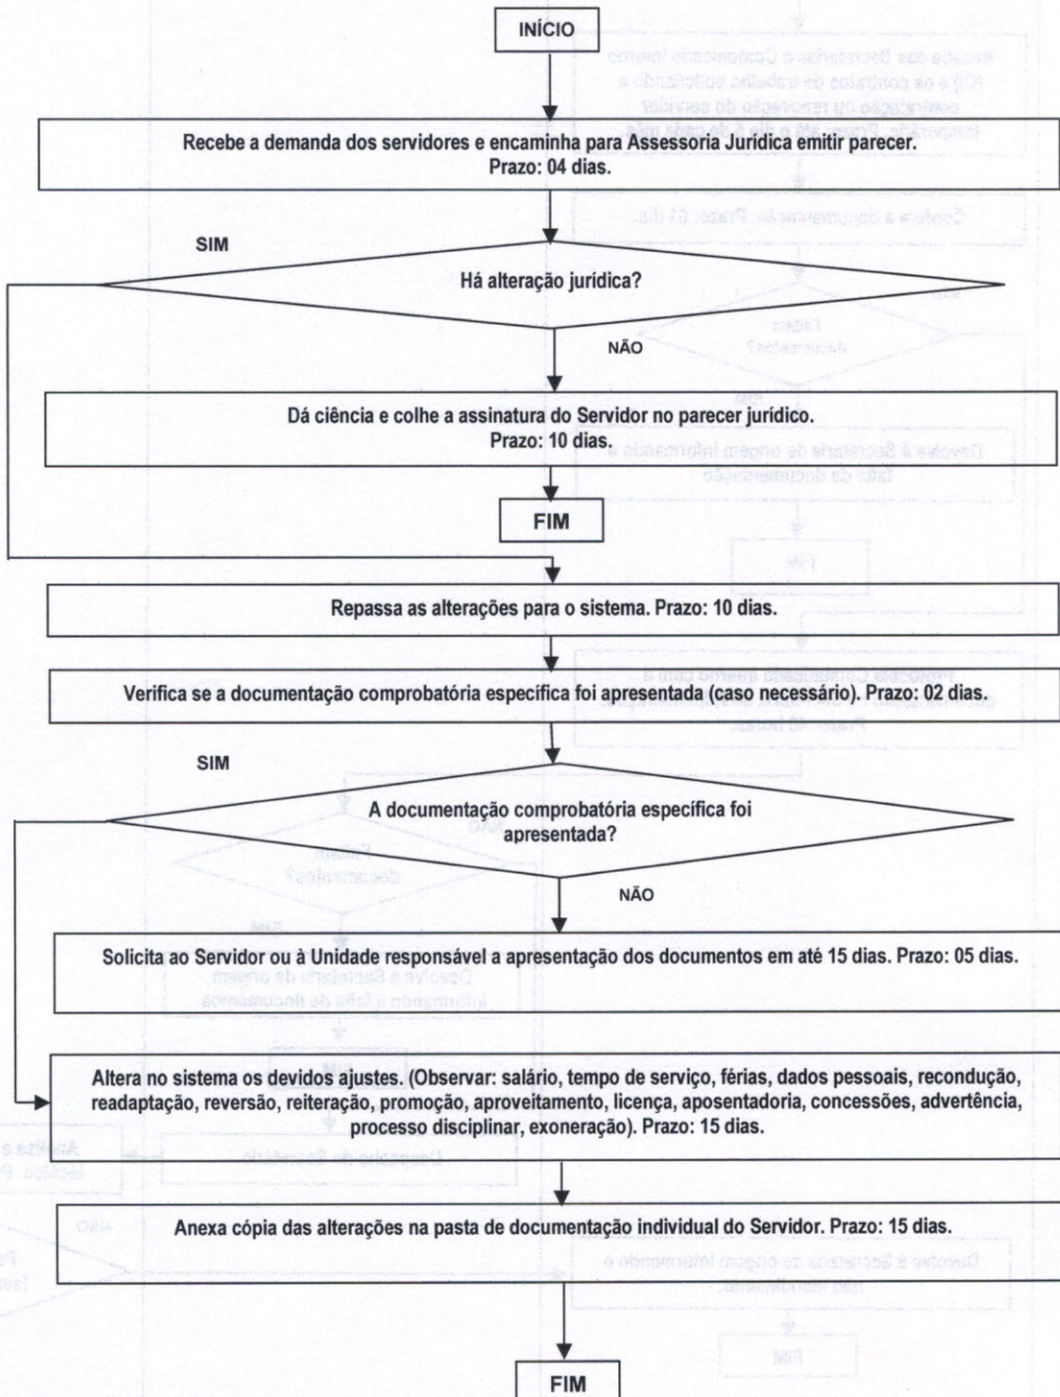 INÍCIO
Recebe a demanda dos servidores e encaminha para Assessoria Jurídica emitir parecer.
Prazo: 04 dias.
SIM
Há alteração jurídica?
NÃO
Dá ciência e colhe a assinatura do Servidor no parecer jurídico.
Prazo: 10 dias.
FIM
Repassa as alterações para o sistema. Prazo: 10 dias.
Verifica se a documentação comprobatória específica foi apresentada (caso necessário). Prazo: 02 dias.
SIM
A documentação comprobatória específica foi
apresentada?
NÃO
Solicita ao Servidor ou à Unidade responsável a apresentação dos documentos em até 15 dias. Prazo: 05 dias.
Altera no sistema os devidos ajustes. (Observar: salário, tempo de serviço, férias, dados pessoais, recondução,
readaptação, reversão, reiteração, promoção, aproveitamento, licença, aposentadoria, concessões, advertência,
processo disciplinar, exoneração). Prazo: 15 dias.
Anexa cópia das alterações na pasta de documentação individual do Servidor. Prazo: 15 dias.
FIM